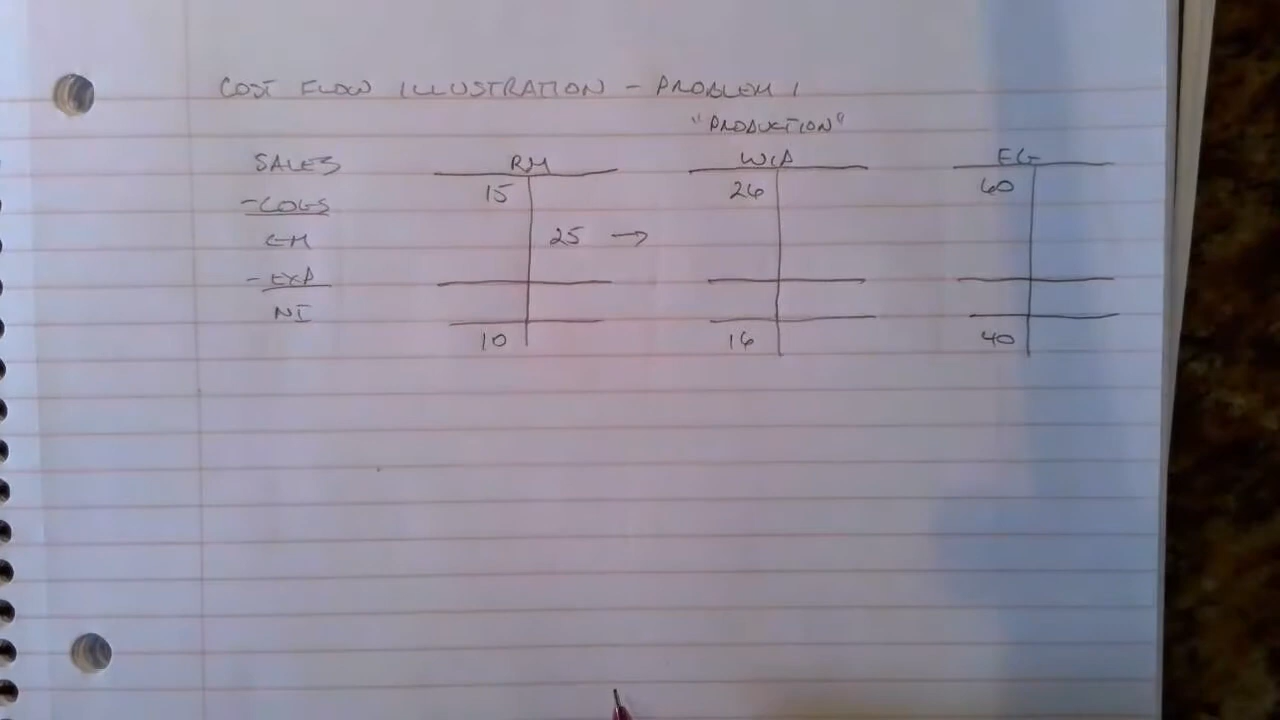 COST FLOW ILLUSTRATION - PROBLEM 1
"PRODUCTION"
SALES RM WIP FG
15 26 60
-COGS
GM 25 →
-EXP
NI
10 16 40